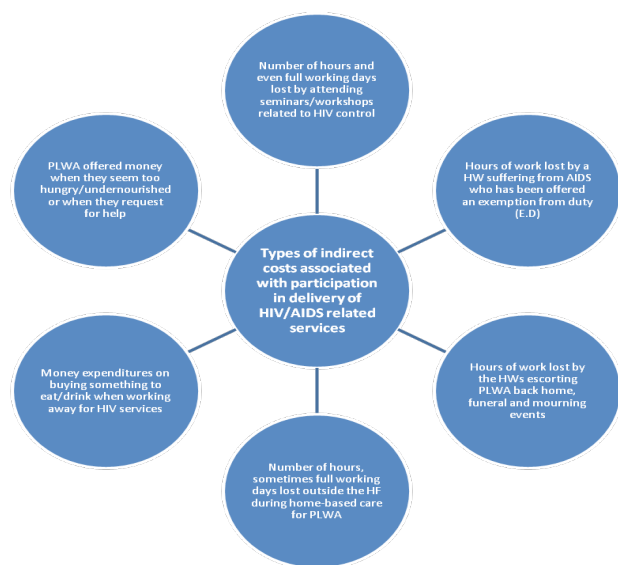 Number of hours and
even full working days
lost by attending
seminars/workshops
related to HIV control
PLWA offered money
when they seem too
hungry/undernourished
or when they request
for help
Hours of work lost by a
HW suffering from AIDS
who has been offered
an exemption from duty
(E.D)
Types of indirect
costs associated
with participation
in delivery of
HIV/AIDS related
services
Money expenditures on
buying something to
eat/drink when working
away for HIV services
Hours of work lost by
the HWs escorting
PLWA back home,
funeral and mourning
events
Number of hours,
sometimes full working
days lost outside the HF
during home-based care
for PLWA